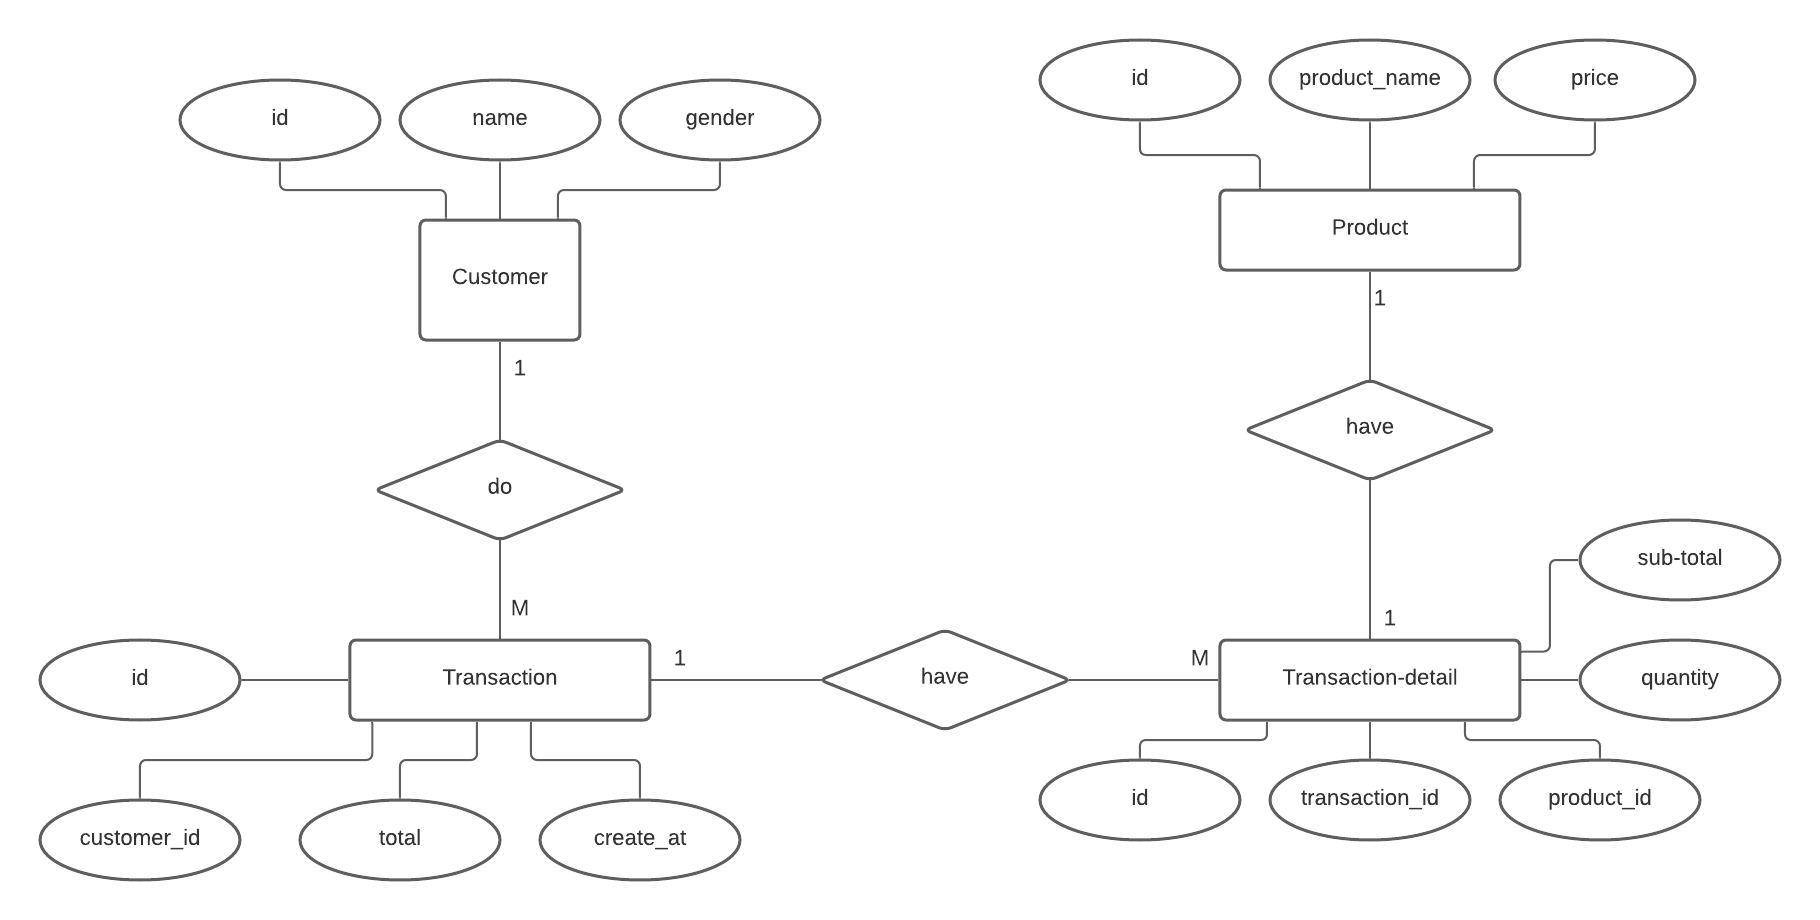 id
product_name
price
id
name
gender
Product
Customer
1
1
have
do
sub-total
M
1
1
M
id
Transaction
have
Transaction-detail
quantity
id
transaction_id
product_id
customer_id
total
create_at